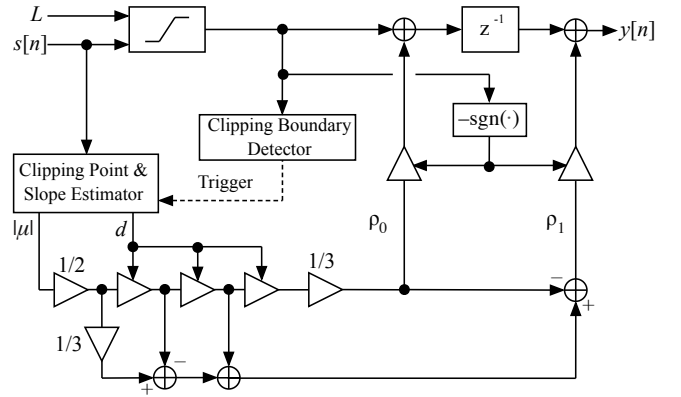 L
s[n]
z⁻¹
y[n]
Clipping Boundary
Detector
–sgn(·)
Clipping Point &
Slope Estimator
Trigger
|μ|
d
ρ₀
ρ₁
1/2
1/3
1/3
–
+
–
+